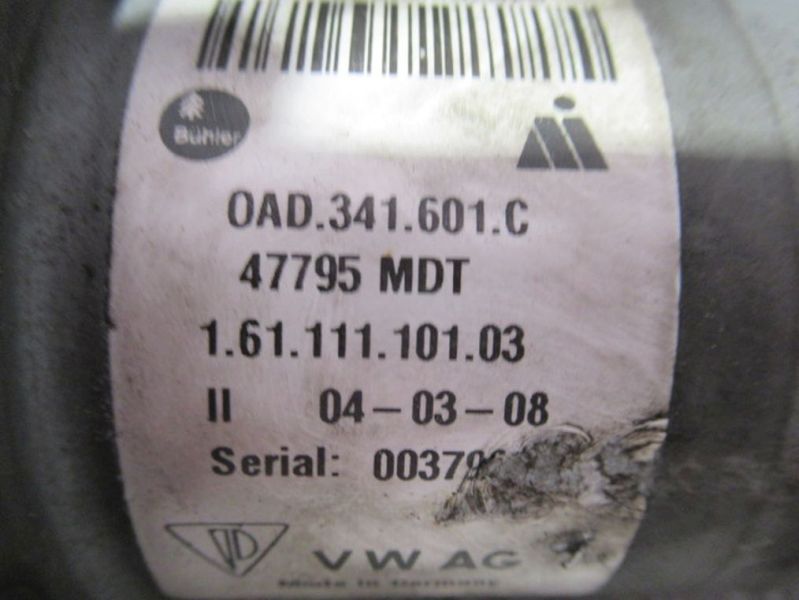 Bühler
0AD.341.601.C
47795 MDT
1.61.111.101.03
II 04-03-08
Serial:
VW AG
Made in Germany